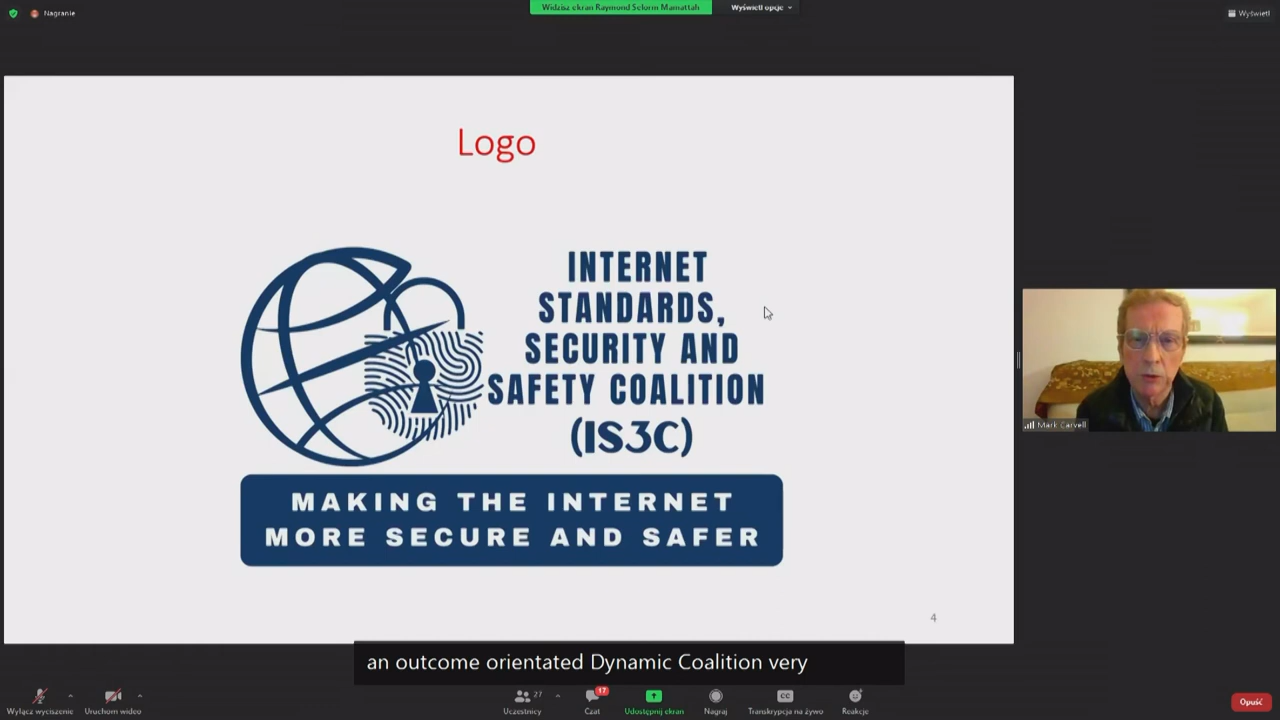 Nagranie
Widzisz ekran Raymond Selorm Mamattah
Wyświetl opcje
Wyświetl
Logo
INTERNET
STANDARDS,
SECURITY AND
SAFETY COALITION
(IS3C)
MAKING THE INTERNET
MORE SECURE AND SAFER
4
Mark Carvell
an outcome orientated Dynamic Coalition very
27
17
CC
Wyłącz wyciszenie
Uruchom wideo
Uczestnicy
Czat
Udostępnij ekran
Nagraj
Transkrypcja na żywo
Reakcje
Opuść